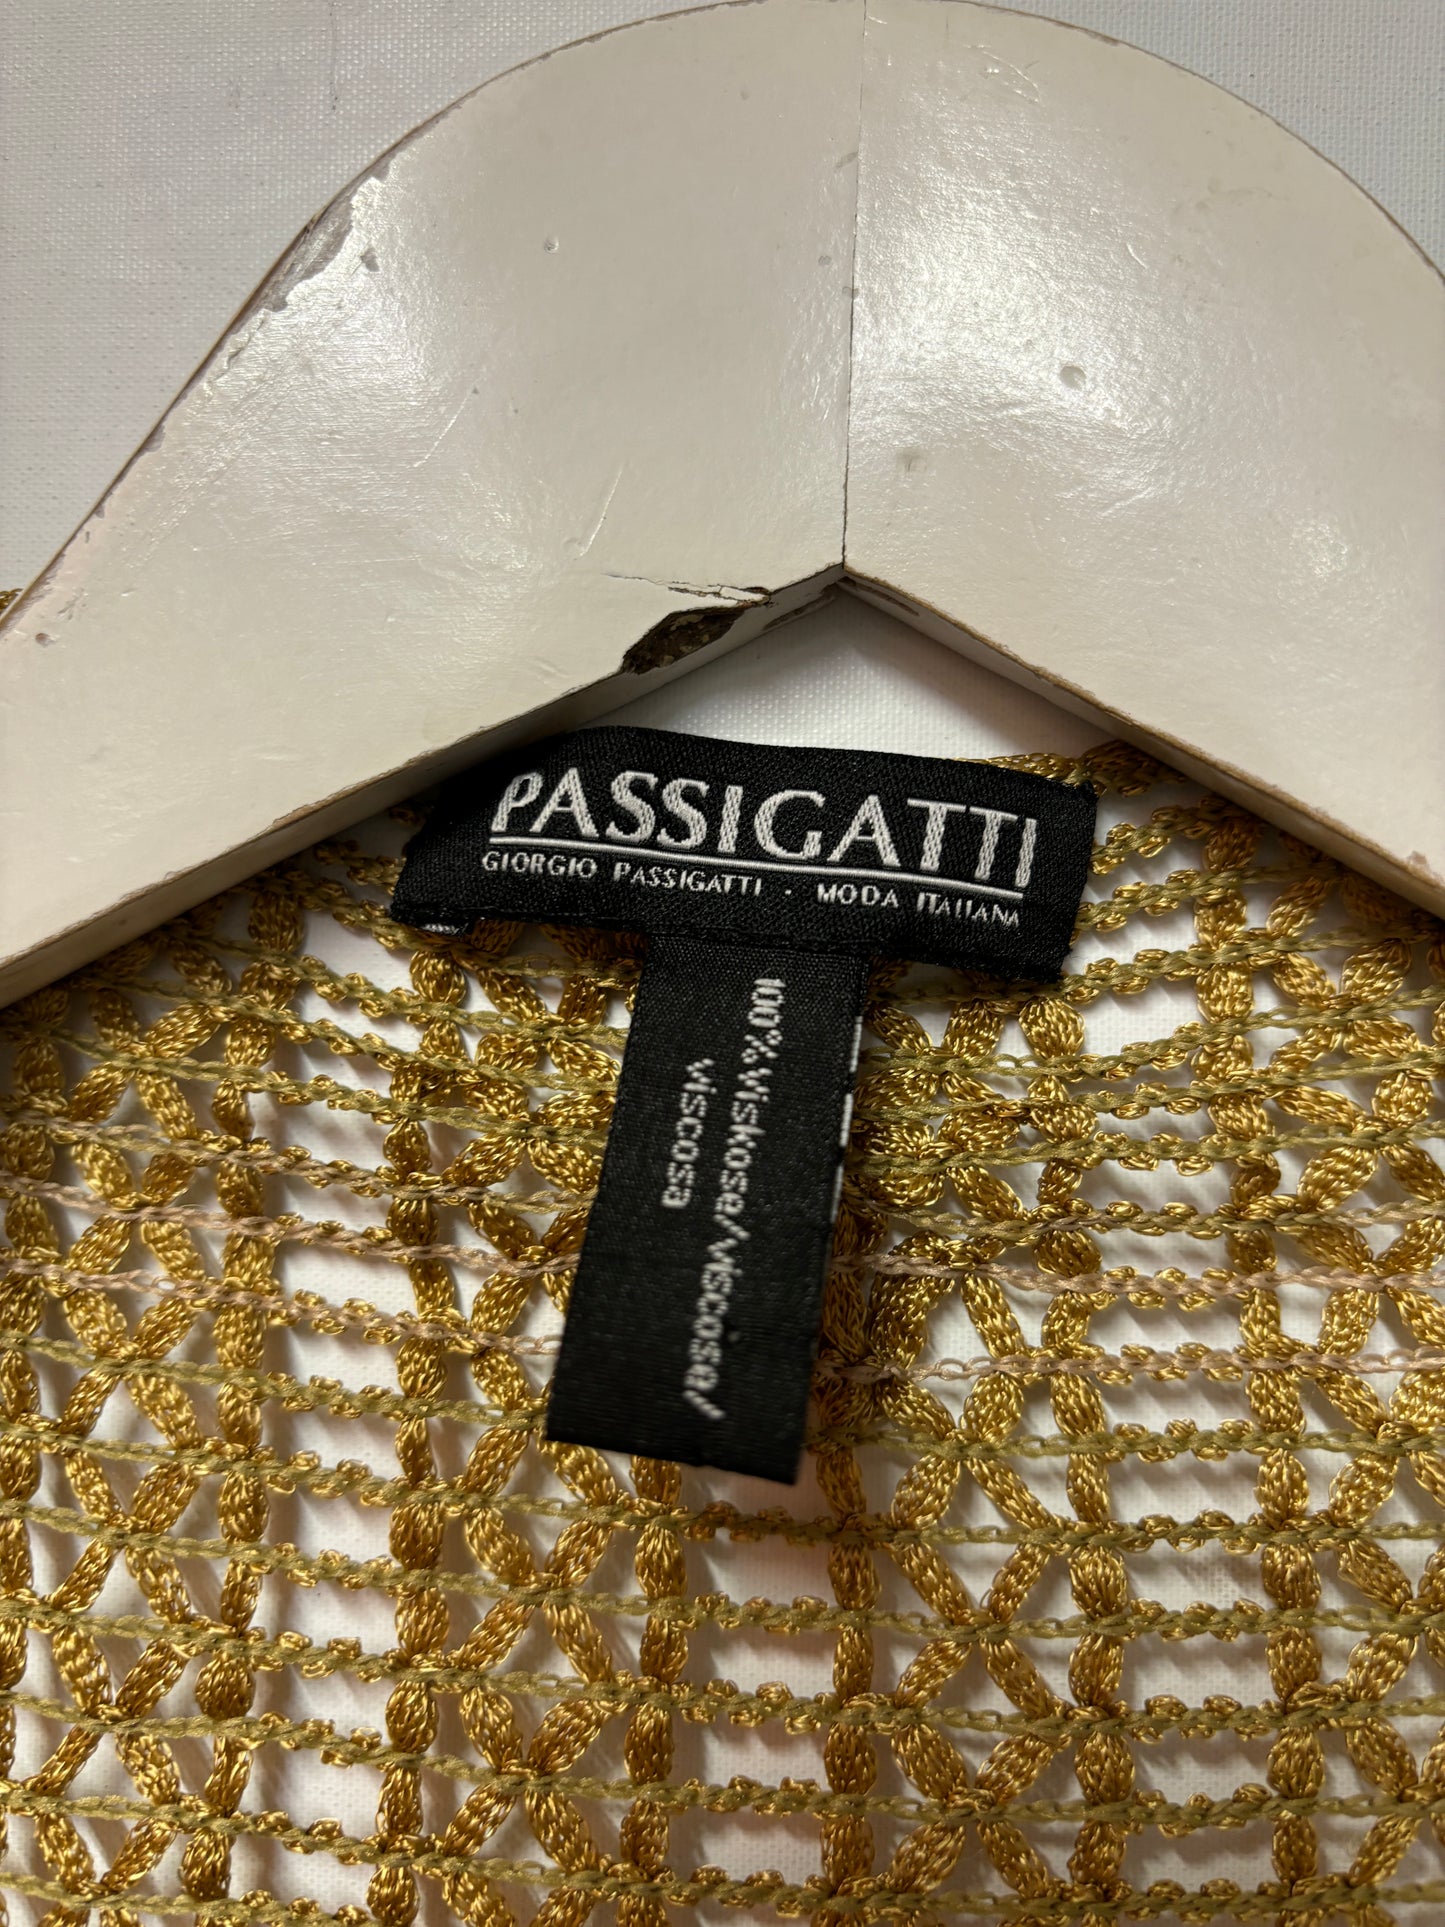 PASSIGATTI
GIORGIO PASSIGATTI · MODA ITALIANA
100% viskose/viscose/
viscosa